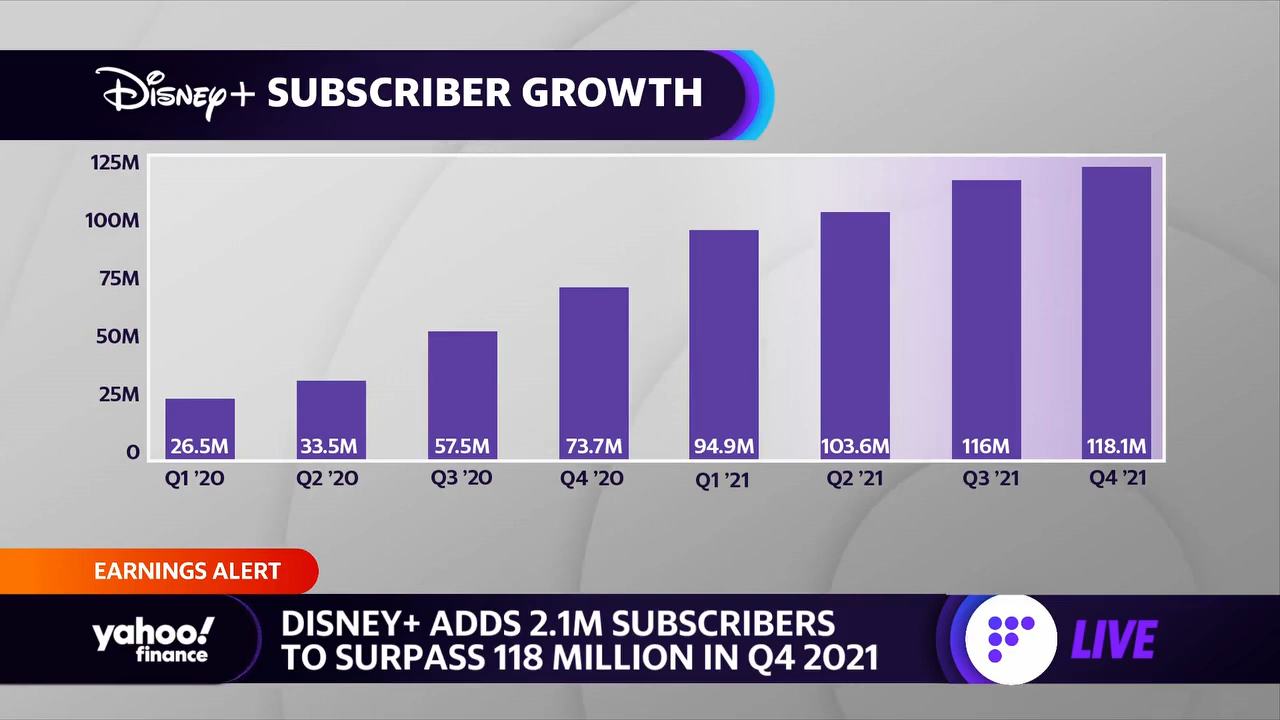 Disney+ SUBSCRIBER GROWTH
125M
100M
75M
50M
25M
0
26.5M 33.5M 57.5M 73.7M 94.9M 103.6M 116M 118.1M
Q1 ’20 Q2 ’20 Q3 ’20 Q4 ’20 Q1 ’21 Q2 ’21 Q3 ’21 Q4 ’21
EARNINGS ALERT
yahoo!
finance
DISNEY+ ADDS 2.1M SUBSCRIBERS
TO SURPASS 118 MILLION IN Q4 2021
LIVE